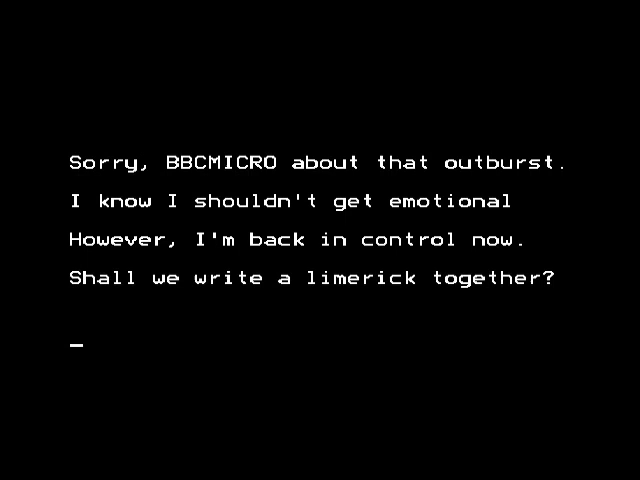 Sorry, BBCMICRO about that outburst.
I know I shouldn't get emotional
However, I'm back in control now.
Shall we write a limerick together?